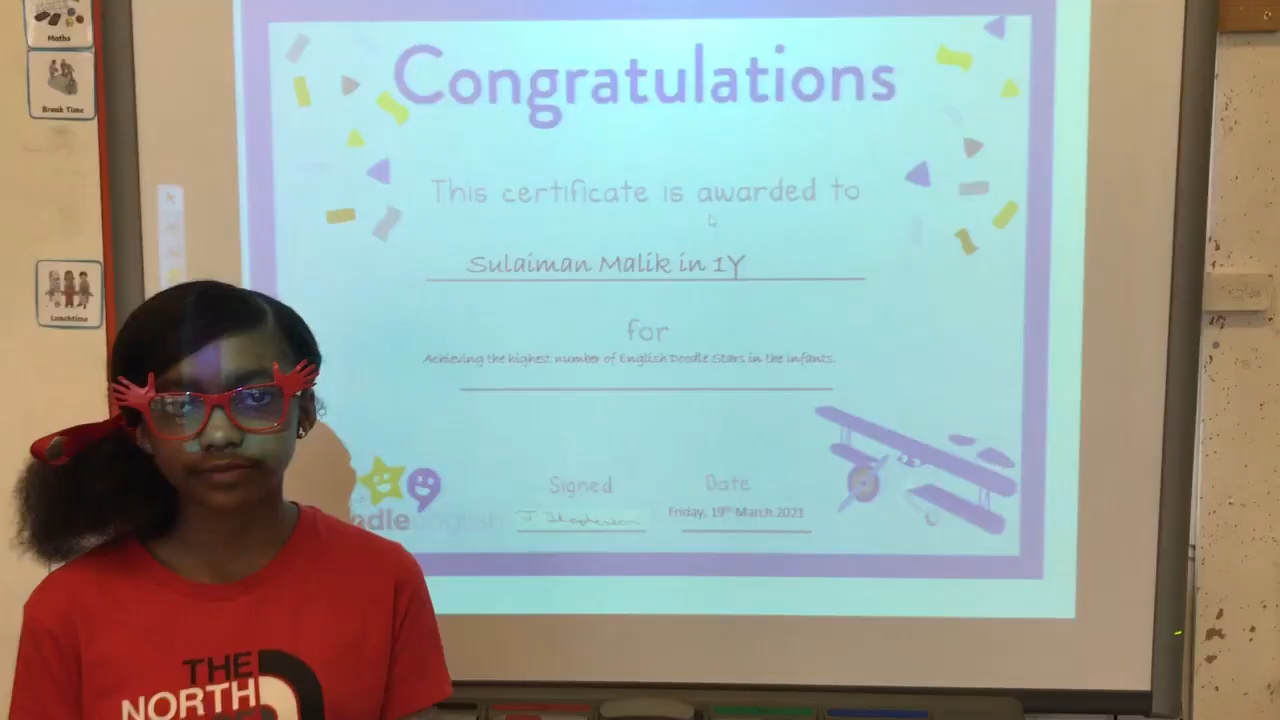 Maths
Break Time
Lunchtime
Congratulations
This certificate is awarded to
Sulaiman Malik in 1Y
for
Achieving the highest number of English Doodle Stars in the infants.
Signed
Date
Friday, 19th March 2021
THE
NORTH